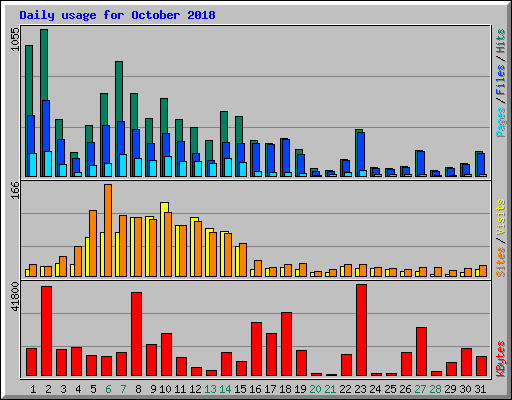 Daily usage for October 2018
1055
Pages / Files / Hits
166
Sites / Visits
41800
KBytes
1 2 3 4 5 6 7 8 9 10 11 12 13 14 15 16 17 18 19 20 21 22 23 24 25 26 27 28 29 30 31